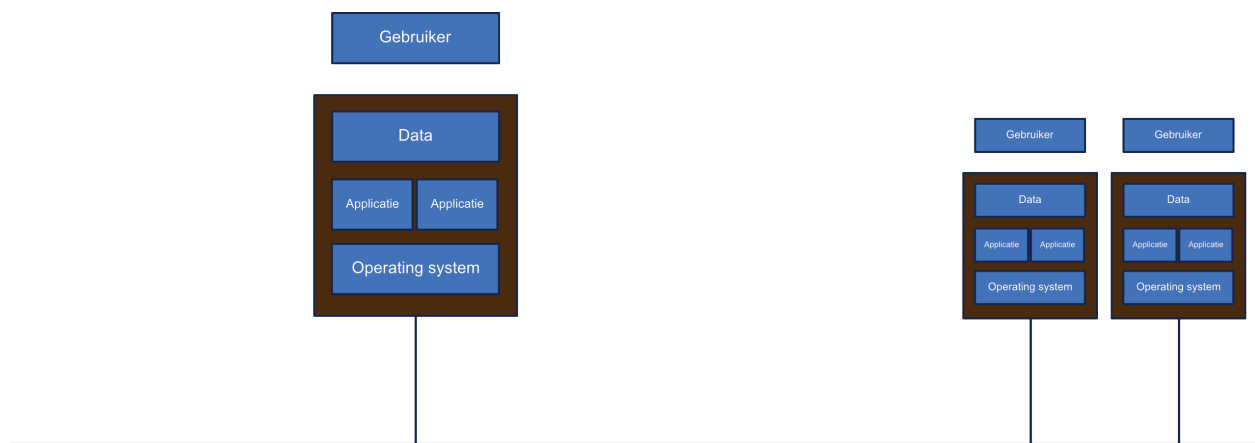 Gebruiker
Data
Applicatie Applicatie
Operating system
Gebruiker
Data
Applicatie Applicatie
Operating system
Gebruiker
Data
Applicatie Applicatie
Operating system